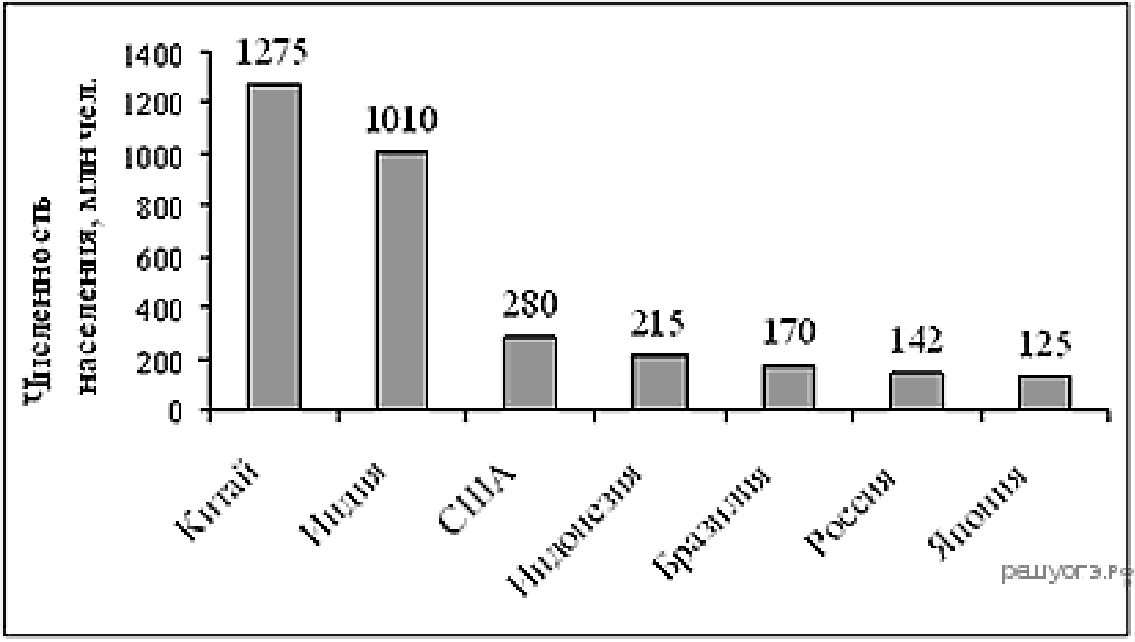 Численность
населения, млн чел.
1400
1200
1000
800
600
400
200
0
1275
1010
280
215
170
142
125
Китай
Индия
США
Индонезия
Бразилия
Россия
Япония
решуогэ.рф